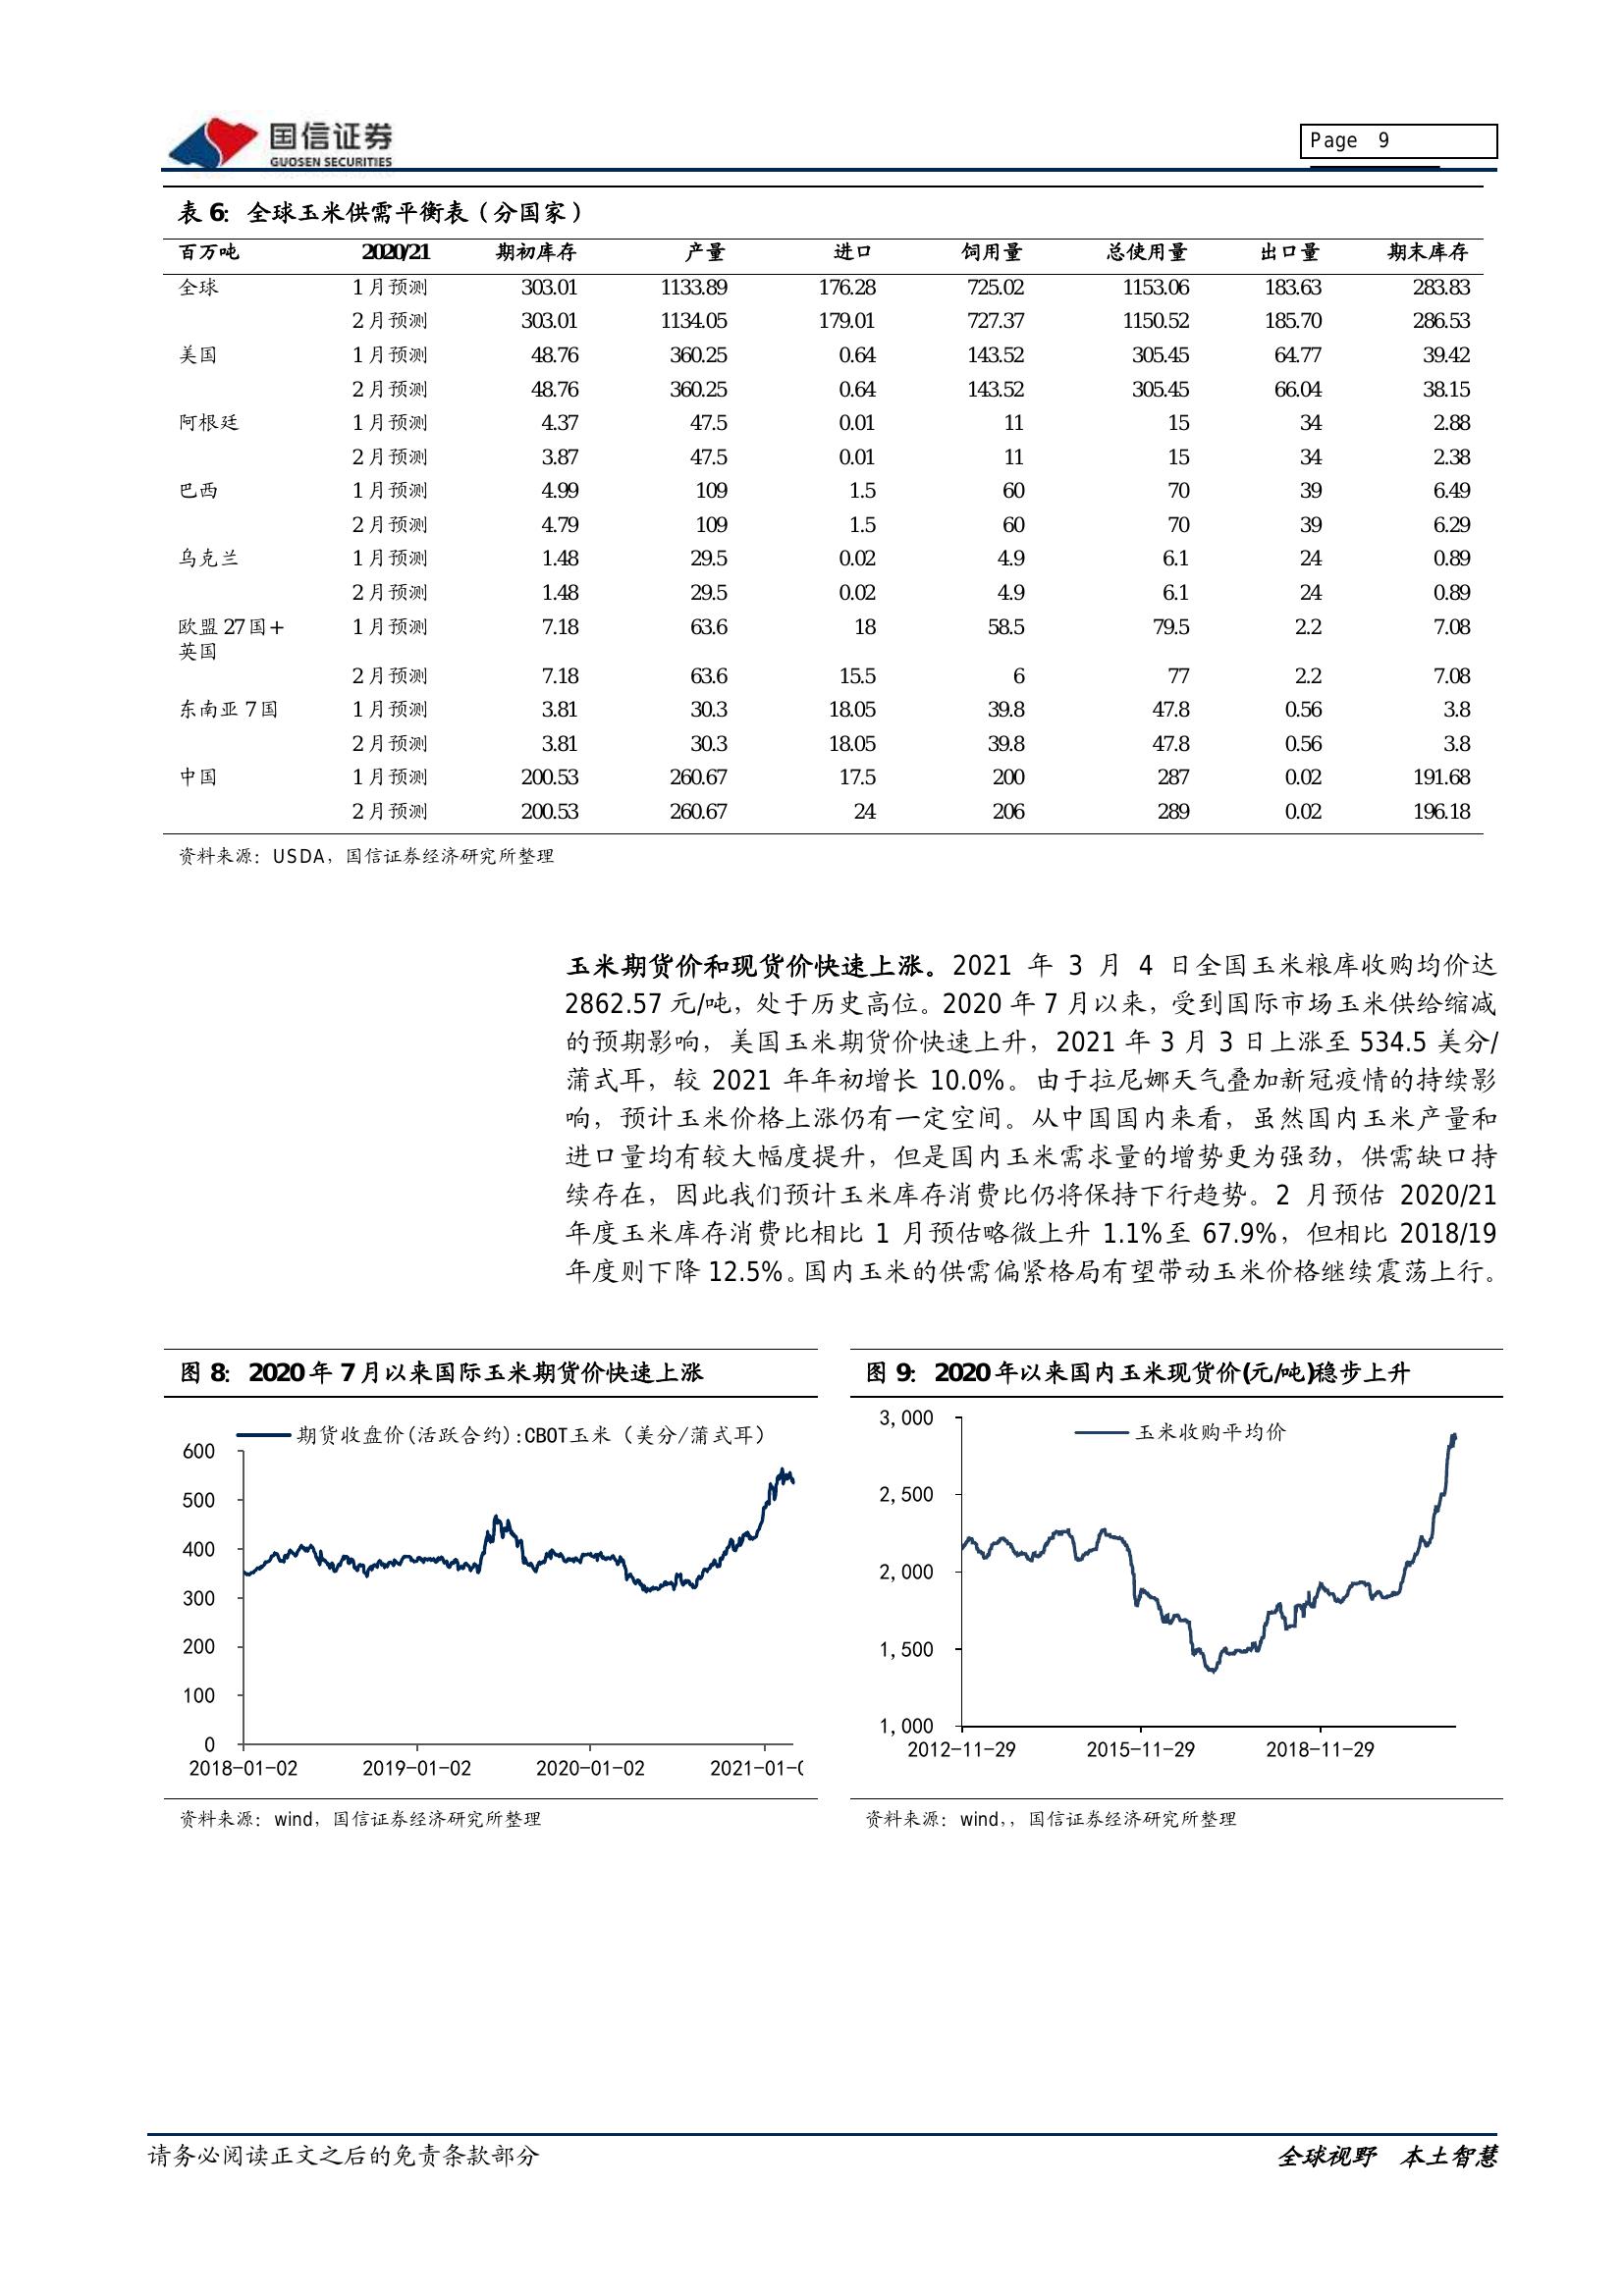 国信证券
GUOSEN SECURITIES
Page 9
表 6：全球玉米供需平衡表（分国家）
百万吨 2020/21 期初库存 产量 进口 饲用量 总使用量 出口量 期末库存
全球 1 月预测 303.01 1133.89 176.28 725.02 1153.06 183.63 283.83
2 月预测 303.01 1134.05 179.01 727.37 1150.52 185.70 286.53
美国 1 月预测 48.76 360.25 0.64 143.52 305.45 64.77 39.42
2 月预测 48.76 360.25 0.64 143.52 305.45 66.04 38.15
阿根廷 1 月预测 4.37 47.5 0.01 11 15 34 2.88
2 月预测 3.87 47.5 0.01 11 15 34 2.38
巴西 1 月预测 4.99 109 1.5 60 70 39 6.49
2 月预测 4.79 109 1.5 60 70 39 6.29
乌克兰 1 月预测 1.48 29.5 0.02 4.9 6.1 24 0.89
2 月预测 1.48 29.5 0.02 4.9 6.1 24 0.89
欧盟 27 国+ 1 月预测 7.18 63.6 18 58.5 79.5 2.2 7.08
英国
2 月预测 7.18 63.6 15.5 6 77 2.2 7.08
东南亚 7 国 1 月预测 3.81 30.3 18.05 39.8 47.8 0.56 3.8
2 月预测 3.81 30.3 18.05 39.8 47.8 0.56 3.8
中国 1 月预测 200.53 260.67 17.5 200 287 0.02 191.68
2 月预测 200.53 260.67 24 206 289 0.02 196.18
资料来源：USDA，国信证券经济研究所整理
玉米期货价和现货价快速上涨。2021 年 3 月 4 日全国玉米粮库收购均价达
2862.57 元/吨，处于历史高位。2020 年 7 月以来，受到国际市场玉米供给缩减
的预期影响，美国玉米期货价快速上升，2021 年 3 月 3 日上涨至 534.5 美分/
蒲式耳，较 2021 年年初增长 10.0%。由于拉尼娜天气叠加新冠疫情的持续影
响，预计玉米价格上涨仍有一定空间。从中国国内来看，虽然国内玉米产量和
进口量均有较大幅度提升，但是国内玉米需求量的增势更为强劲，供需缺口持
续存在，因此我们预计玉米库存消费比仍将保持下行趋势。2 月预估 2020/21
年度玉米库存消费比相比 1 月预估略微上升 1.1%至 67.9%，但相比 2018/19
年度则下降 12.5%。国内玉米的供需偏紧格局有望带动玉米价格继续震荡上行。
图 8：2020 年 7 月以来国际玉米期货价快速上涨
期货收盘价(活跃合约):CBOT玉米（美分/蒲式耳）
600
500
400
300
200
100
0
2018-01-02 2019-01-02 2020-01-02 2021-01-0
资料来源：wind，国信证券经济研究所整理
图 9：2020 年以来国内玉米现货价(元/吨)稳步上升
玉米收购平均价
3,000
2,500
2,000
1,500
1,000
2012-11-29 2015-11-29 2018-11-29
资料来源：wind，，国信证券经济研究所整理
请务必阅读正文之后的免责条款部分
全球视野 本土智慧